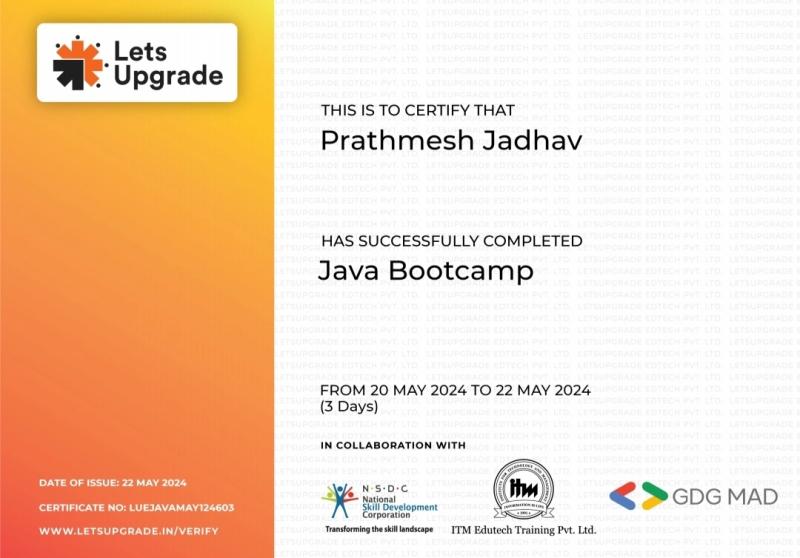 Lets
Upgrade
THIS IS TO CERTIFY THAT
Prathmesh Jadhav
HAS SUCCESSFULLY COMPLETED
Java Bootcamp
FROM 20 MAY 2024 TO 22 MAY 2024
(3 Days)
IN COLLABORATION WITH
DATE OF ISSUE: 22 MAY 2024
CERTIFICATE NO: LUEJAVAMAY124603
WWW.LETSUPGRADE.IN/VERIFY
N·S·D·C
National
Skill Development
Corporation
Transforming the skill landscape
itm
ITM Edutech Training Pvt. Ltd.
GDG MAD